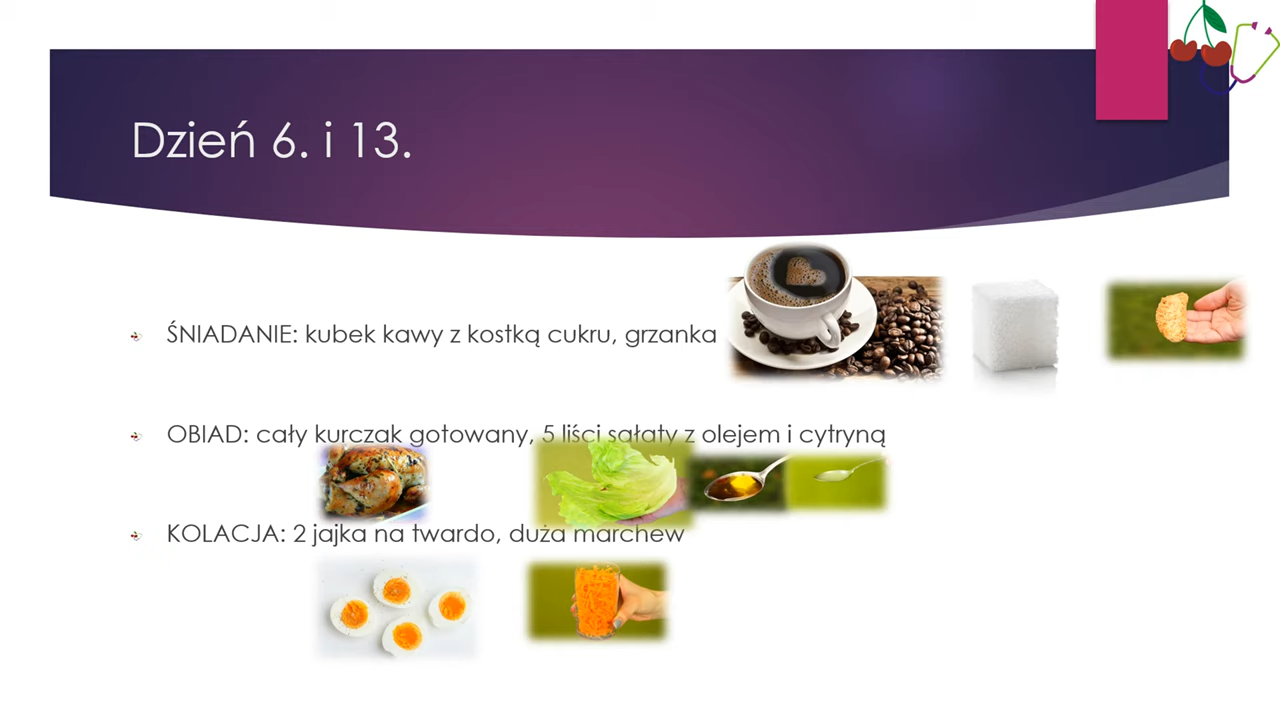 Dzień 6. i 13.
ŚNIADANIE: kubek kawy z kostką cukru, grzanka
OBIAD: cały kurczak gotowany, 5 liści sałaty z olejem i cytryną
KOLACJA: 2 jajka na twardo, duża marchew